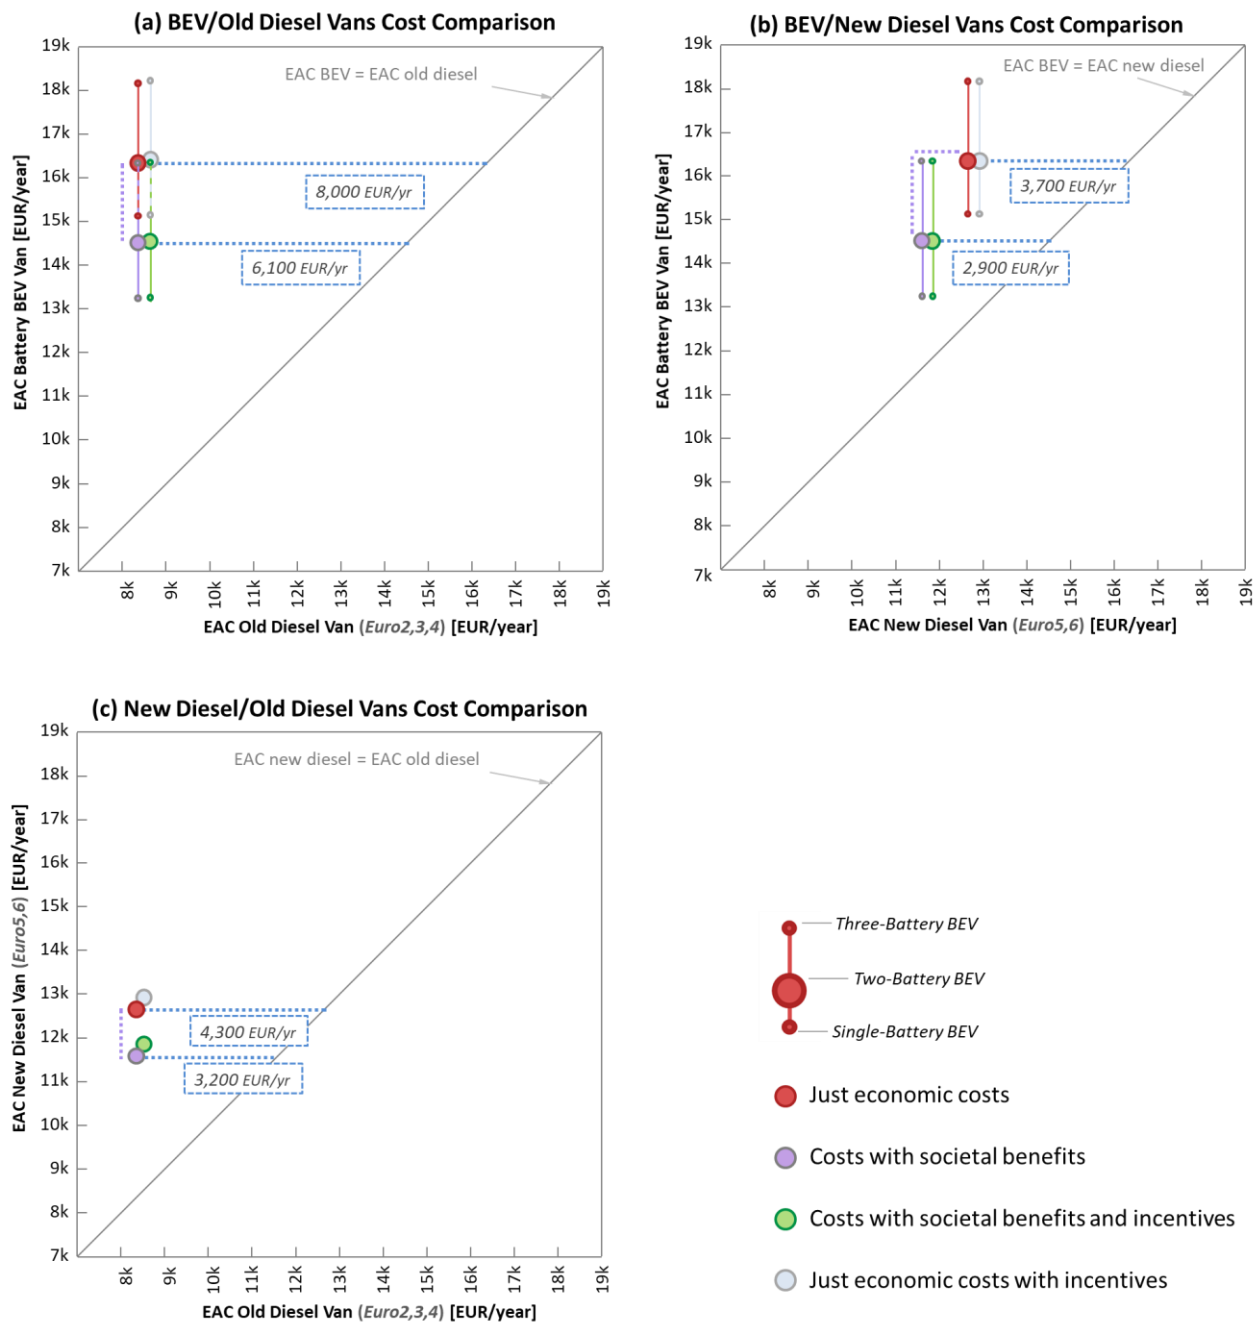 (a) BEV/Old Diesel Vans Cost Comparison
19k
18k
17k
16k
15k
14k
13k
12k
11k
10k
9k
8k
7k
EAC Battery BEV Van [EUR/year]
EAC BEV = EAC old diesel
8,000 EUR/yr
6,100 EUR/yr
8k
9k
10k
11k
12k
13k
14k
15k
16k
17k
18k
19k
EAC Old Diesel Van (Euro2,3,4) [EUR/year]
(b) BEV/New Diesel Vans Cost Comparison
19k
18k
17k
16k
15k
14k
13k
12k
11k
10k
9k
8k
7k
EAC Battery BEV Van [EUR/year]
EAC BEV = EAC new diesel
3,700 EUR/yr
2,900 EUR/yr
8k
9k
10k
11k
12k
13k
14k
15k
16k
17k
18k
19k
EAC New Diesel Van (Euro5,6) [EUR/year]
(c) New Diesel/Old Diesel Vans Cost Comparison
19k
18k
17k
16k
15k
14k
13k
12k
11k
10k
9k
8k
7k
EAC New Diesel Van (Euro5,6) [EUR/year]
EAC new diesel = EAC old diesel
4,300 EUR/yr
3,200 EUR/yr
8k
9k
10k
11k
12k
13k
14k
15k
16k
17k
18k
19k
EAC Old Diesel Van (Euro2,3,4) [EUR/year]
Three-Battery BEV
Two-Battery BEV
Single-Battery BEV
Just economic costs
Costs with societal benefits
Costs with societal benefits and incentives
Just economic costs with incentives